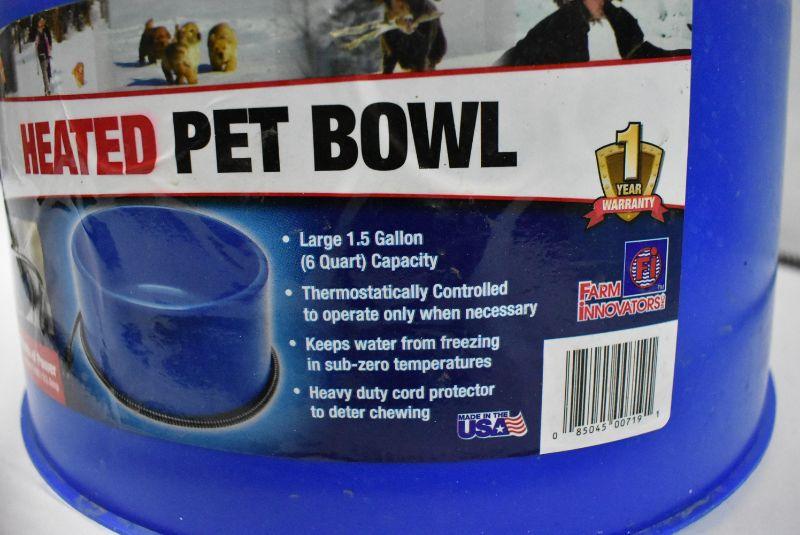 HEATED PET BOWL
1
YEAR
WARRANTY
• Large 1.5 Gallon
(6 Quart) Capacity
• Thermostatically Controlled
to operate only when necessary
• Keeps water from freezing
in sub-zero temperatures
• Heavy duty cord protector
to deter chewing
Fi
TM
FARM
INNOVATORS
MADE IN THE
USA
0 85045 00719 1